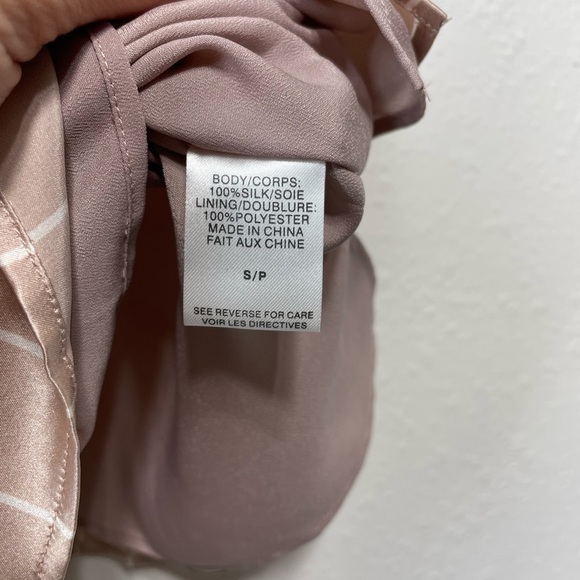 BODY/CORPS:
100%SILK/SOIE
LINING/DOUBLURE:
100%POLYESTER
MADE IN CHINA
FAIT AUX CHINE
S/P
SEE REVERSE FOR CARE
VOIR LES DIRECTIVES